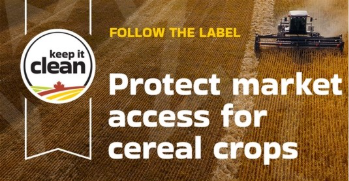 FOLLOW THE LABEL
keep it
clean
Protect market
access for
cereal crops